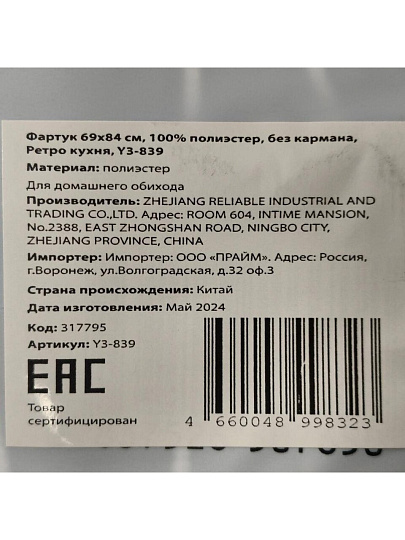 Фартук 69х84 см, 100% полиэстер, без кармана,
Ретро кухня, Y3-839
Материал: полиэстер
Для домашнего обихода
Производитель: ZHEJIANG RELIABLE INDUSTRIAL AND
TRADING CO.,LTD. Адрес: ROOM 604, INTIME MANSION,
No.2388, EAST ZHONGSHAN ROAD, NINGBO CITY,
ZHEJIANG PROVINCE, CHINA
Импортер: Импортер: ООО «ПРАЙМ». Адрес: Россия,
г.Воронеж, ул.Волгоградская, д.32 оф.3
Страна происхождения: Китай
Дата изготовления: Май 2024
Код: 317795
Артикул: Y3-839
EAC
Товар
сертифицирован
4 660048 998323